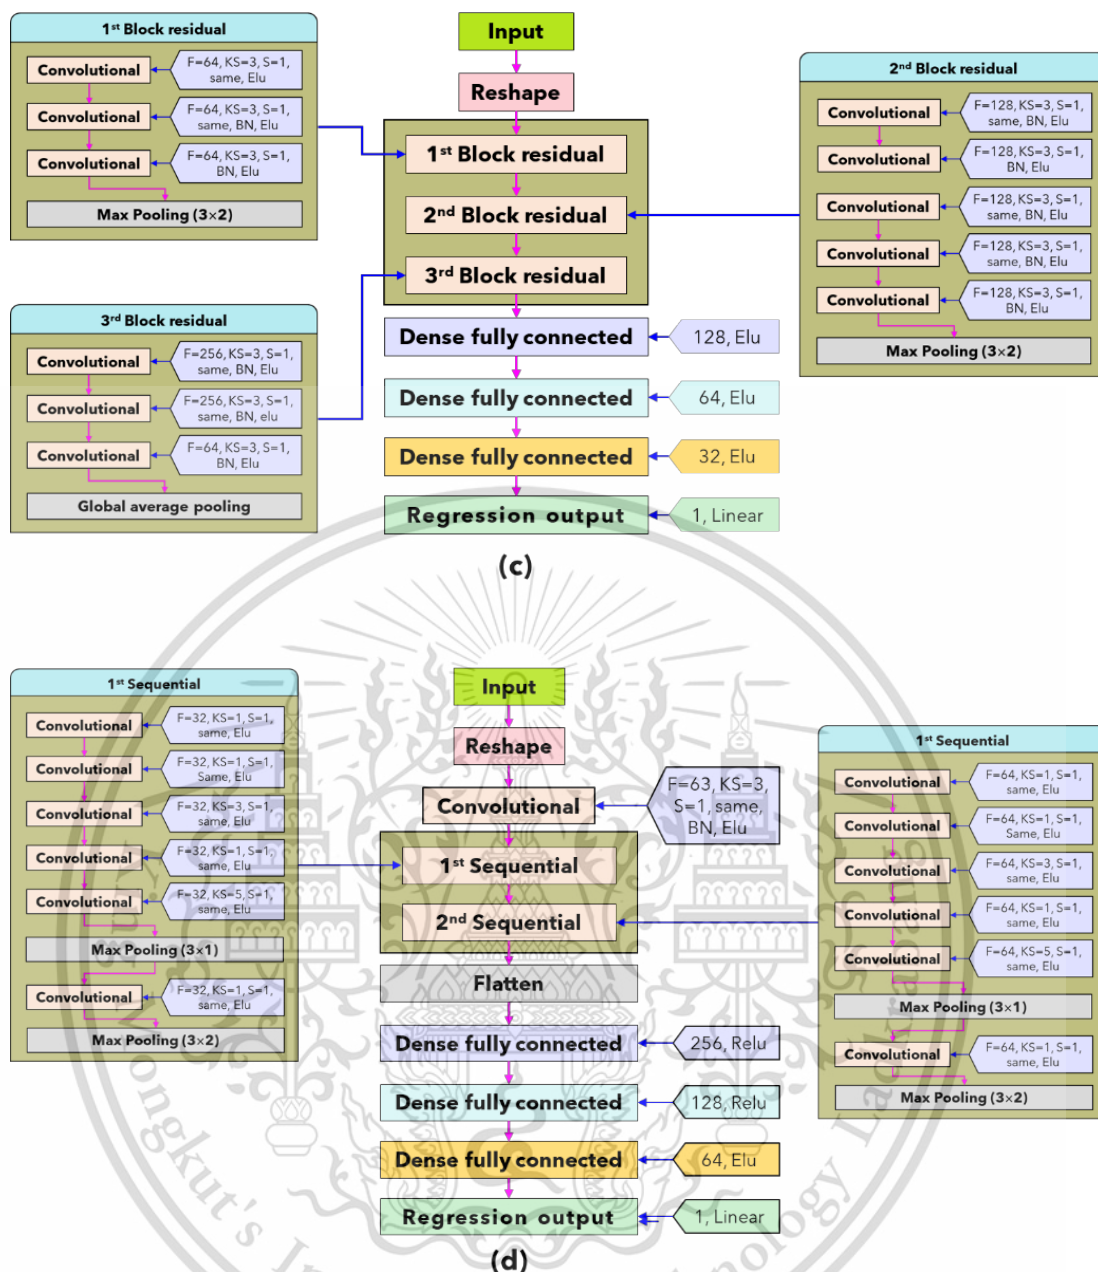 1st Block residual
Convolutional
F=64, KS=3, S=1,
same, Elu
Convolutional
F=64, KS=3, S=1,
same, BN, Elu
Convolutional
F=64, KS=3, S=1,
BN, Elu
Max Pooling (3×2)
Input
Reshape
1st Block residual
2nd Block residual
3rd Block residual
Dense fully connected
128, Elu
Dense fully connected
64, Elu
Dense fully connected
32, Elu
Regression output
1, Linear
2nd Block residual
Convolutional
F=128, KS=3, S=1,
same, BN, Elu
Convolutional
F=128, KS=3, S=1,
BN, Elu
Convolutional
F=128, KS=3, S=1,
same, BN, Elu
Convolutional
F=128, KS=3, S=1,
same, BN, Elu
Convolutional
F=128, KS=3, S=1,
BN, Elu
Max Pooling (3×2)
3rd Block residual
Convolutional
F=256, KS=3, S=1,
same, BN, Elu
Convolutional
F=256, KS=3, S=1,
same, BN, elu
Convolutional
F=64, KS=3, S=1,
BN, Elu
Global average pooling
(c)
1st Sequential
Convolutional
F=32, KS=1, S=1,
same, Elu
Convolutional
F=32, KS=1, S=1,
Same, Elu
Convolutional
F=32, KS=3, S=1,
same, Elu
Convolutional
F=32, KS=1, S=1,
same, Elu
Convolutional
F=32, KS=5, S=1,
same, Elu
Max Pooling (3×1)
Convolutional
F=32, KS=1, S=1,
same, Elu
Max Pooling (3×2)
Input
Reshape
Convolutional
F=63, KS=3,
S=1, same,
BN, Elu
1st Sequential
2nd Sequential
Flatten
Dense fully connected
256, Relu
Dense fully connected
128, Relu
Dense fully connected
64, Elu
Regression output
1, Linear
1st Sequential
Convolutional
F=64, KS=1, S=1,
same, Elu
Convolutional
F=64, KS=1, S=1,
Same, Elu
Convolutional
F=64, KS=3, S=1,
same, Elu
Convolutional
F=64, KS=1, S=1,
same, Elu
Convolutional
F=64, KS=5, S=1,
same, Elu
Max Pooling (3×1)
Convolutional
F=64, KS=1, S=1,
same, Elu
Max Pooling (3×2)
(d)